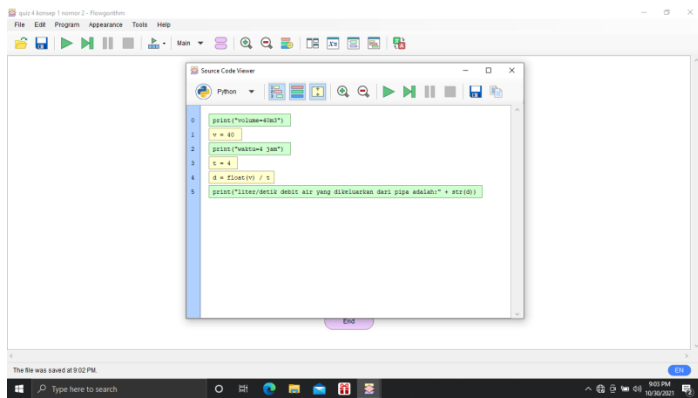 quic 4 konsep 1 nomor 2 - Flowgorithm
File Edit Program Appearance Tools Help
Main
Source Code Viewer
Python
0 print("volume=40m3")
1 v = 40
2 print("waktu=4 jam")
3 t = 4
4 d = float(v) / t
5 print("liter/detik debit air yang dikeluarkan dari pipa adalah:" + str(d))
End
The file was saved at 9:02 PM.
EN
Type here to search
9:03 PM
10/30/2021